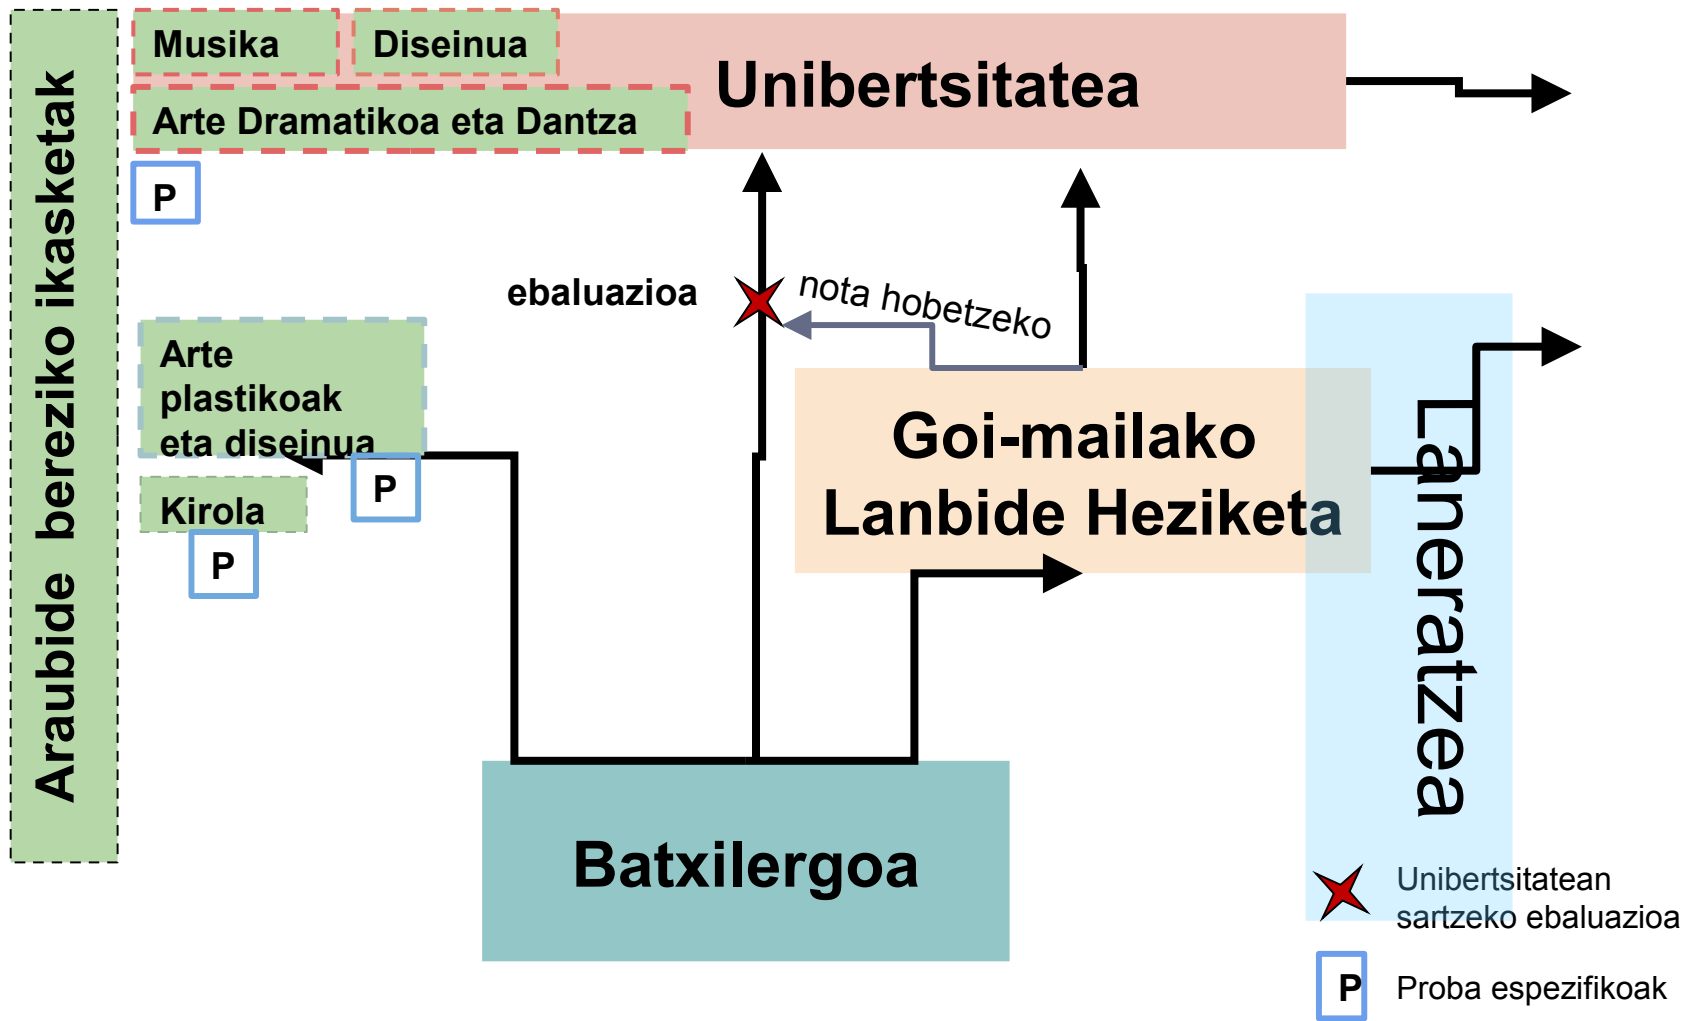 Araubide bereziko ikasketak
Musika
Diseinua
Arte Dramatikoa eta Dantza
Unibertsitatea
P
ebaluazioa
nota hobetzeko
Arte
plastikoak
eta diseinua
P
Kirola
P
Goi-mailako
Lanbide Heziketa
Laneratzea
Batxilergoa
Unibertsitatean
sartzeko ebaluazioa
P
Proba espezifikoak